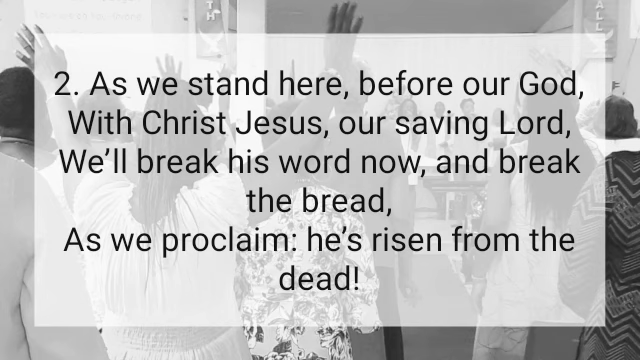 2. As we stand here, before our God,
With Christ Jesus, our saving Lord,
We’ll break his word now, and break
the bread,
As we proclaim: he’s risen from the
dead!